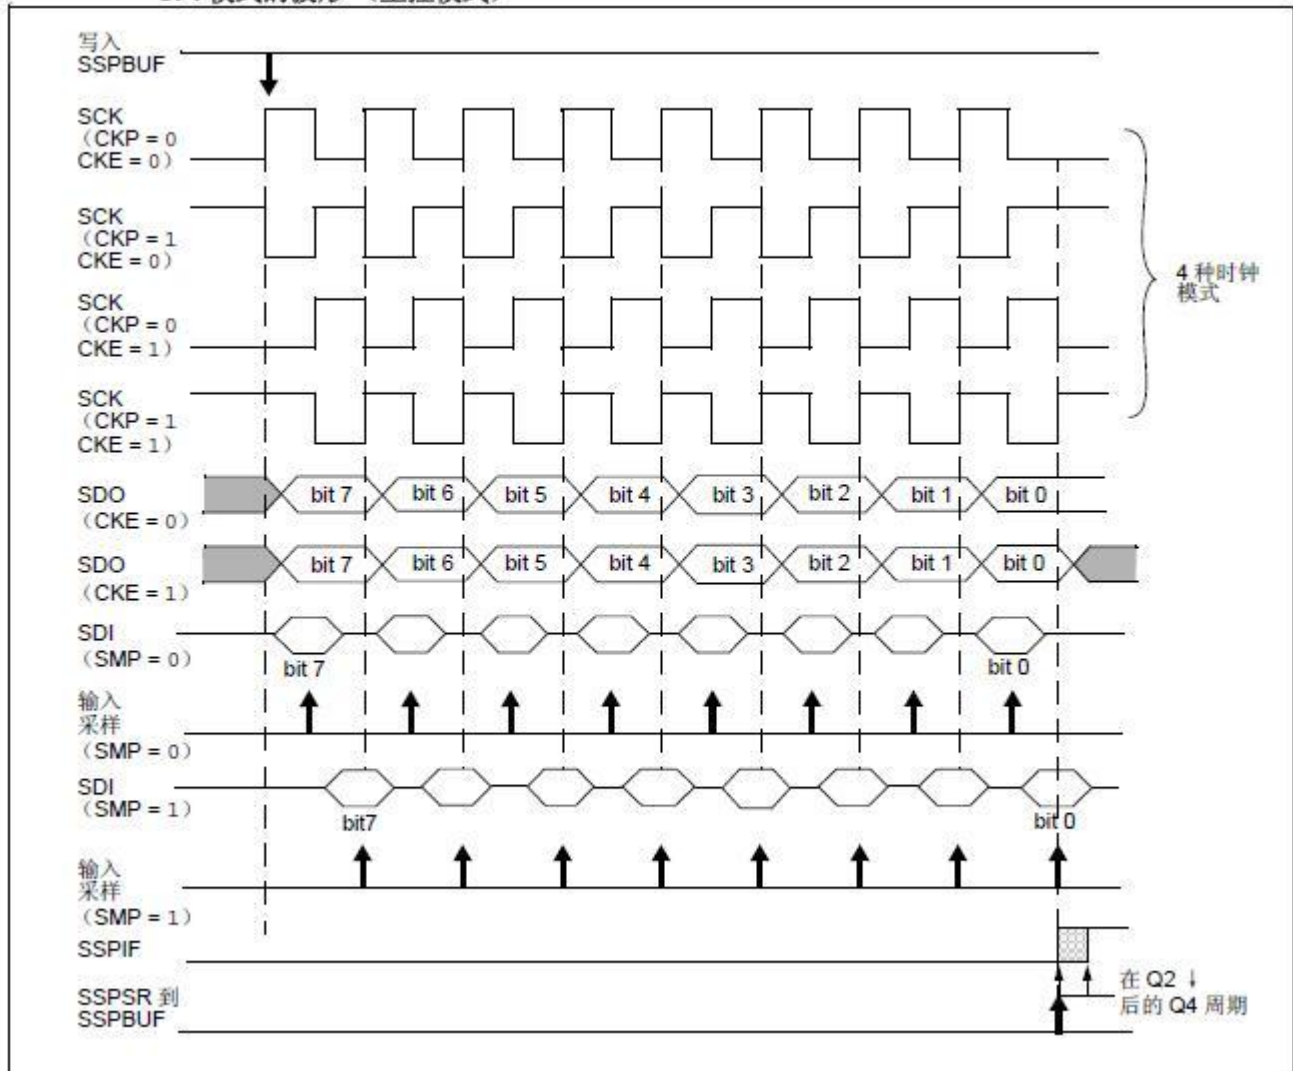 写入
SSPBUF
SCK
（CKP = 0
CKE = 0）
SCK
（CKP = 1
CKE = 0）
SCK
（CKP = 0
CKE = 1）
SCK
（CKP = 1
CKE = 1）
4 种时钟
模式
SDO
（CKE = 0）
bit 7 bit 6 bit 5 bit 4 bit 3 bit 2 bit 1 bit 0
SDO
（CKE = 1）
bit 7 bit 6 bit 5 bit 4 bit 3 bit 2 bit 1 bit 0
SDI
（SMP = 0）
bit 7 bit 0
输入
采样
（SMP = 0）
SDI
（SMP = 1）
bit7 bit 0
输入
采样
（SMP = 1）
SSPIF
SSPSR 到
SSPBUF
在 Q2 ↓
后的 Q4 周期